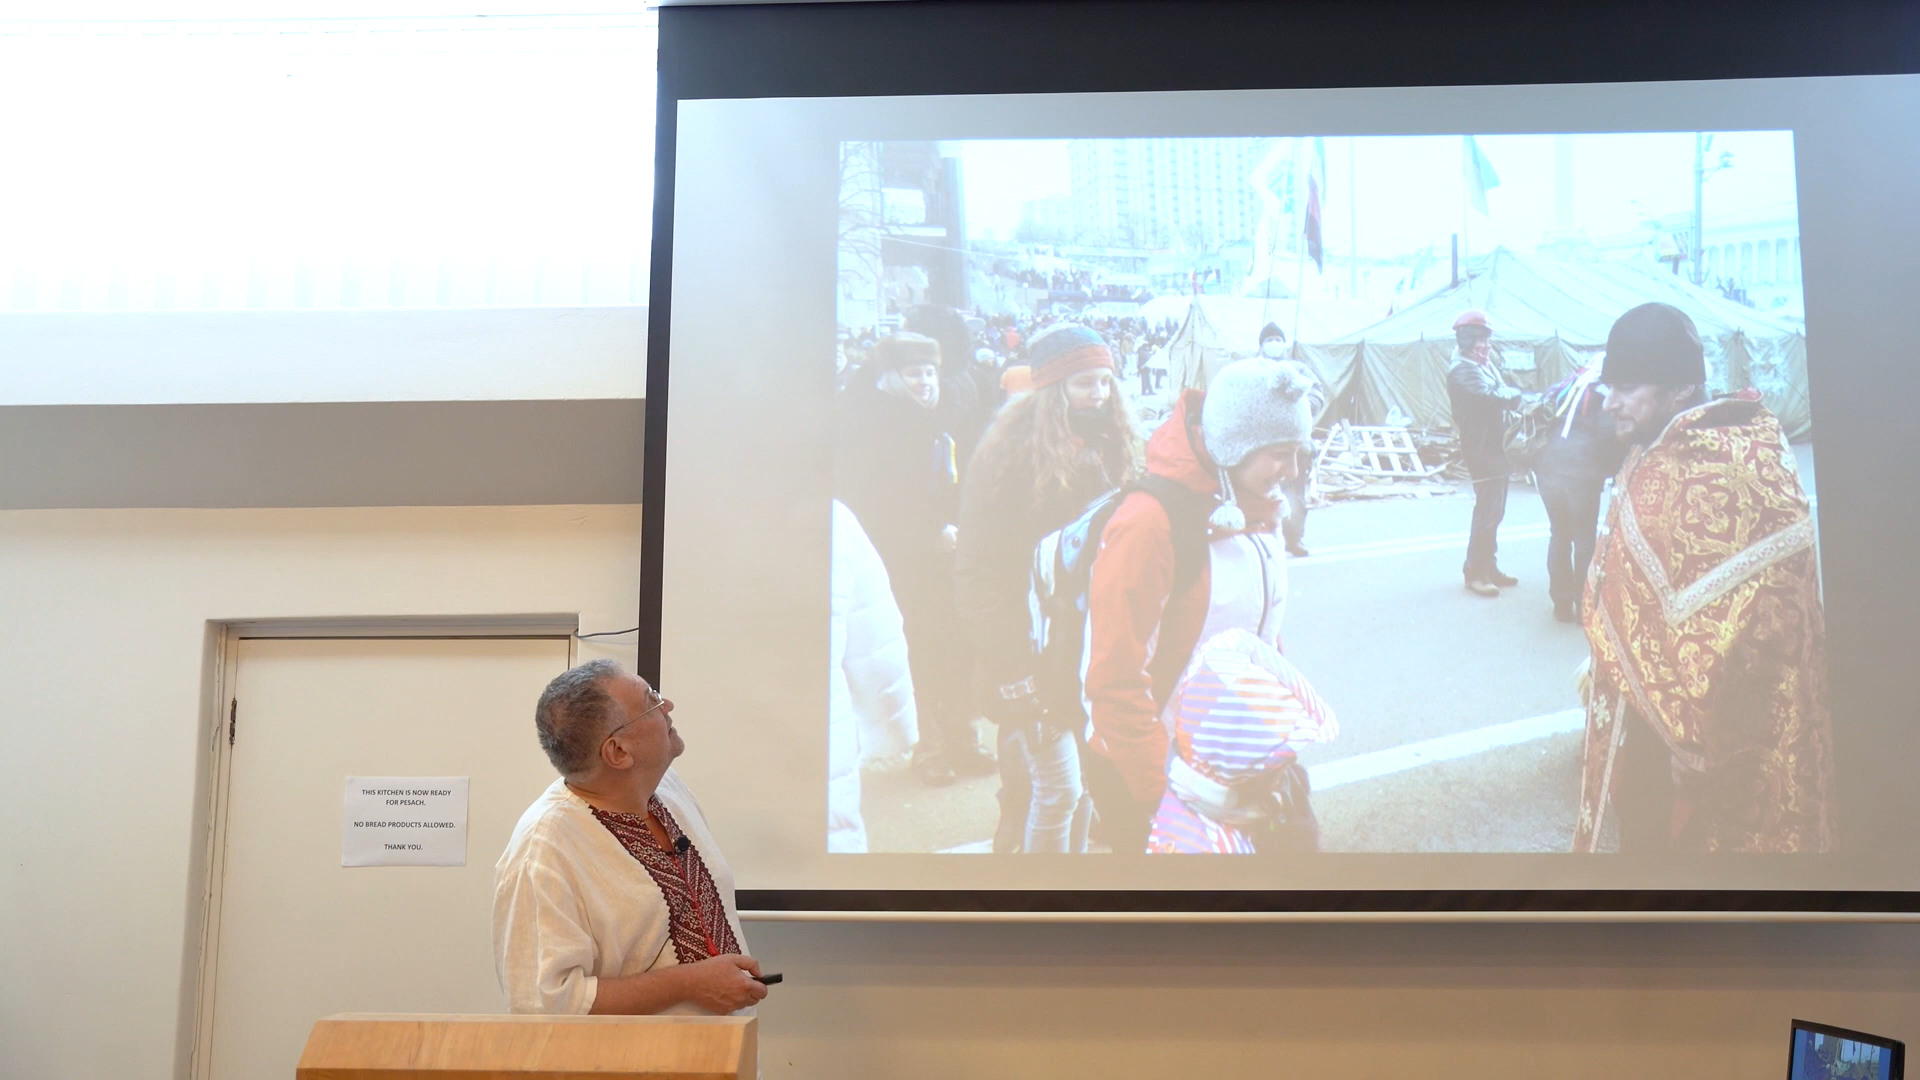 THIS KITCHEN IS NOW READY
FOR PESACH.
NO BREAD PRODUCTS ALLOWED.
THANK YOU.